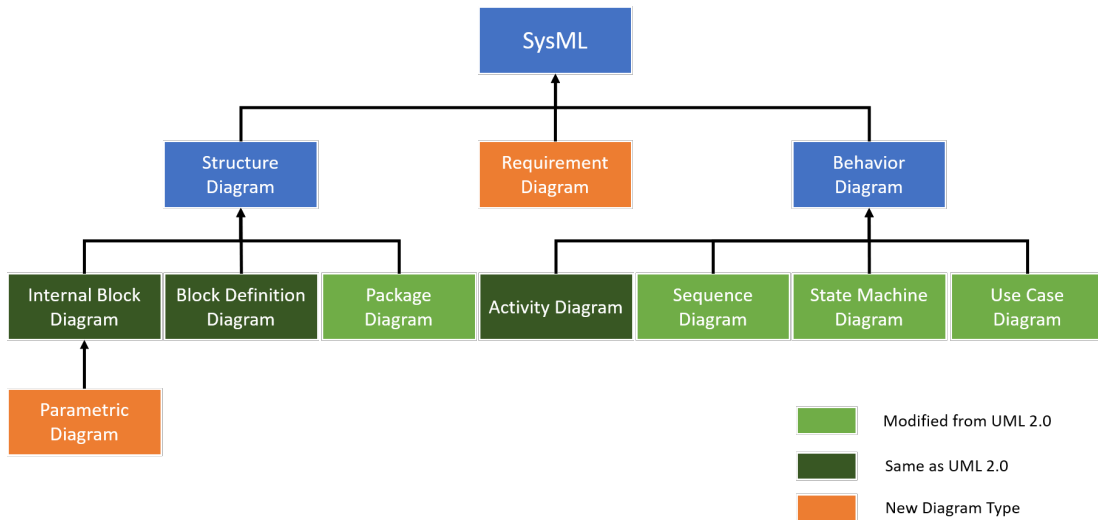 SysML
Structure
Diagram
Requirement
Diagram
Behavior
Diagram
Internal Block
Diagram
Block Definition
Diagram
Package
Diagram
Activity Diagram
Sequence
Diagram
State Machine
Diagram
Use Case
Diagram
Parametric
Diagram
Modified from UML 2.0
Same as UML 2.0
New Diagram Type